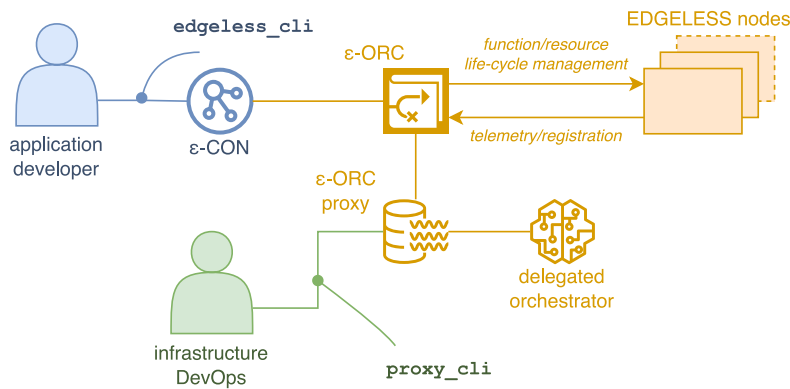 edgeless_cli
EDGELESS nodes
ε-ORC
function/resource
life-cycle management
telemetry/registration
application
developer
ε-CON
ε-ORC
proxy
delegated
orchestrator
infrastructure
DevOps
proxy_cli